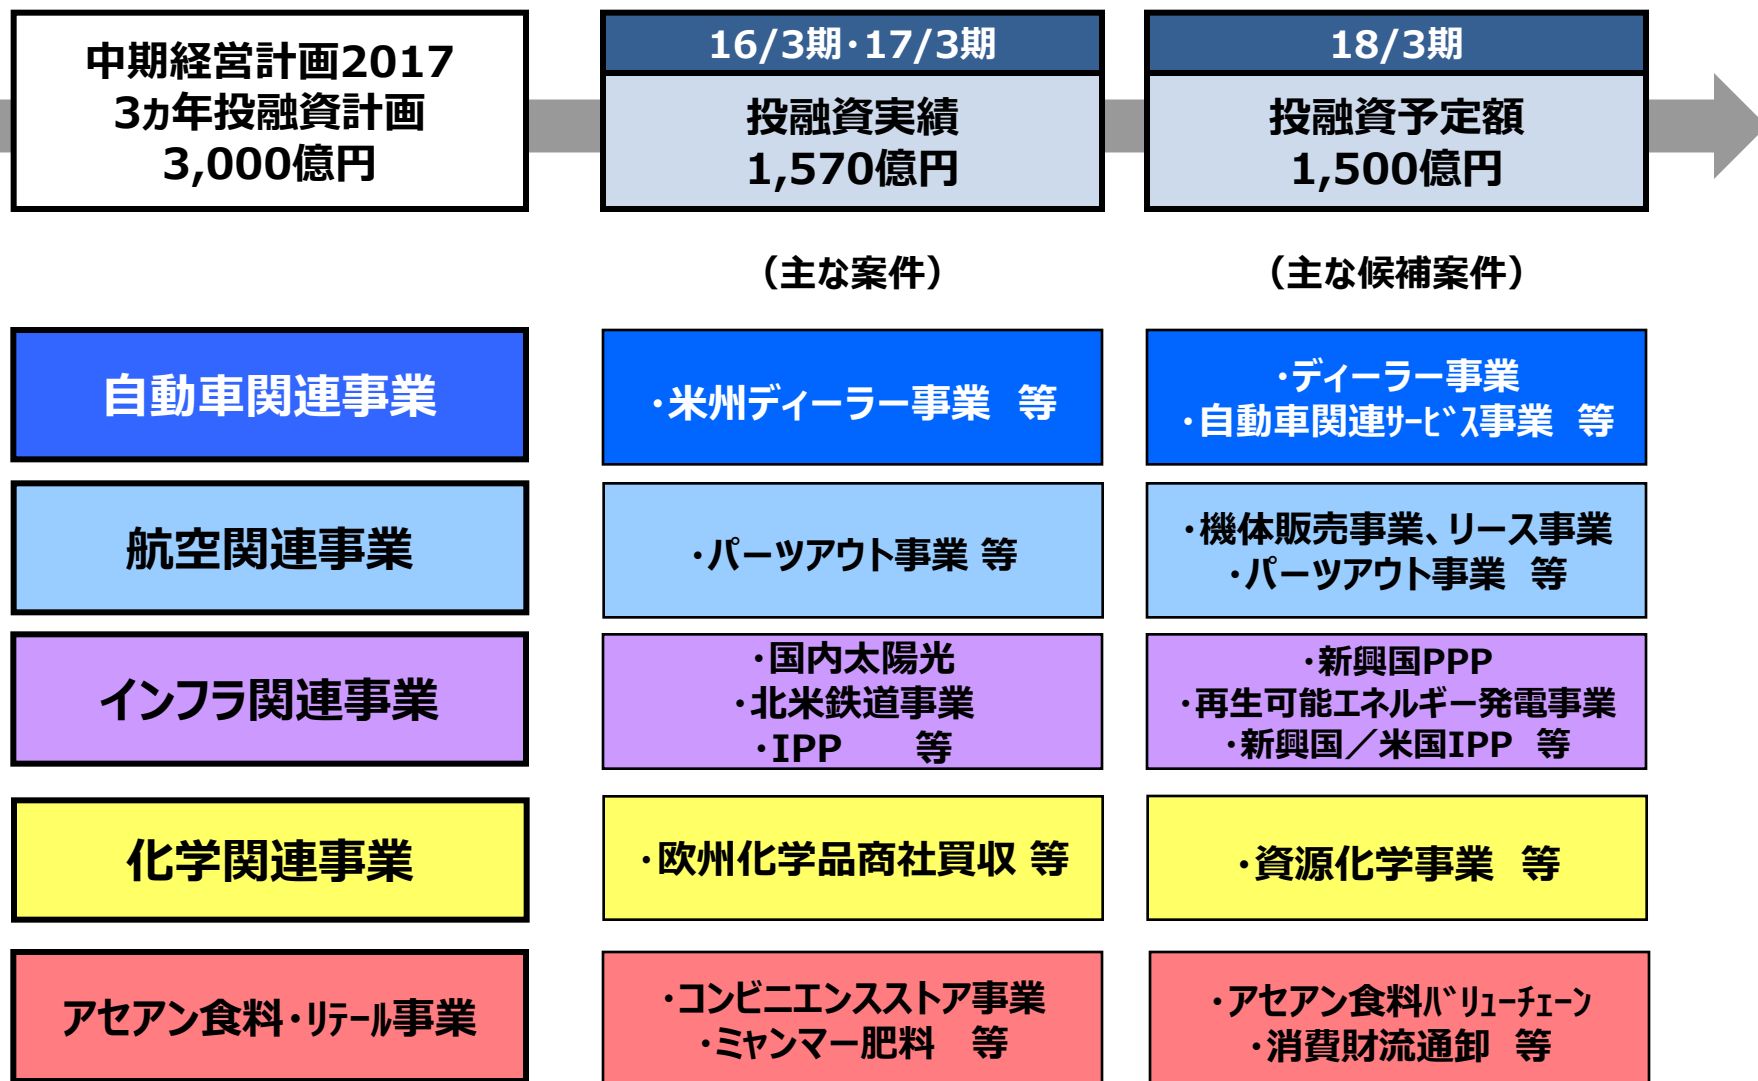 中期経営計画2017
3ヵ年投融資計画
3,000億円
16/3期・17/3期
投融資実績
1,570億円
18/3期
投融資予定額
1,500億円
（主な案件）
（主な候補案件）
自動車関連事業
・米州ディーラー事業 等
・ディーラー事業
・自動車関連ｻｰﾋﾞｽ事業 等
航空関連事業
・パーツアウト事業 等
・機体販売事業、リース事業
・パーツアウト事業 等
インフラ関連事業
・国内太陽光
・北米鉄道事業
・IPP 等
・新興国PPP
・再生可能エネルギー発電事業
・新興国／米国IPP 等
化学関連事業
・欧州化学品商社買収 等
・資源化学事業 等
アセアン食料・ﾘﾃｰﾙ事業
・コンビニエンスストア事業
・ミャンマー肥料 等
・アセアン食料ﾊﾞﾘｭｰﾁｪｰﾝ
・消費財流通卸 等